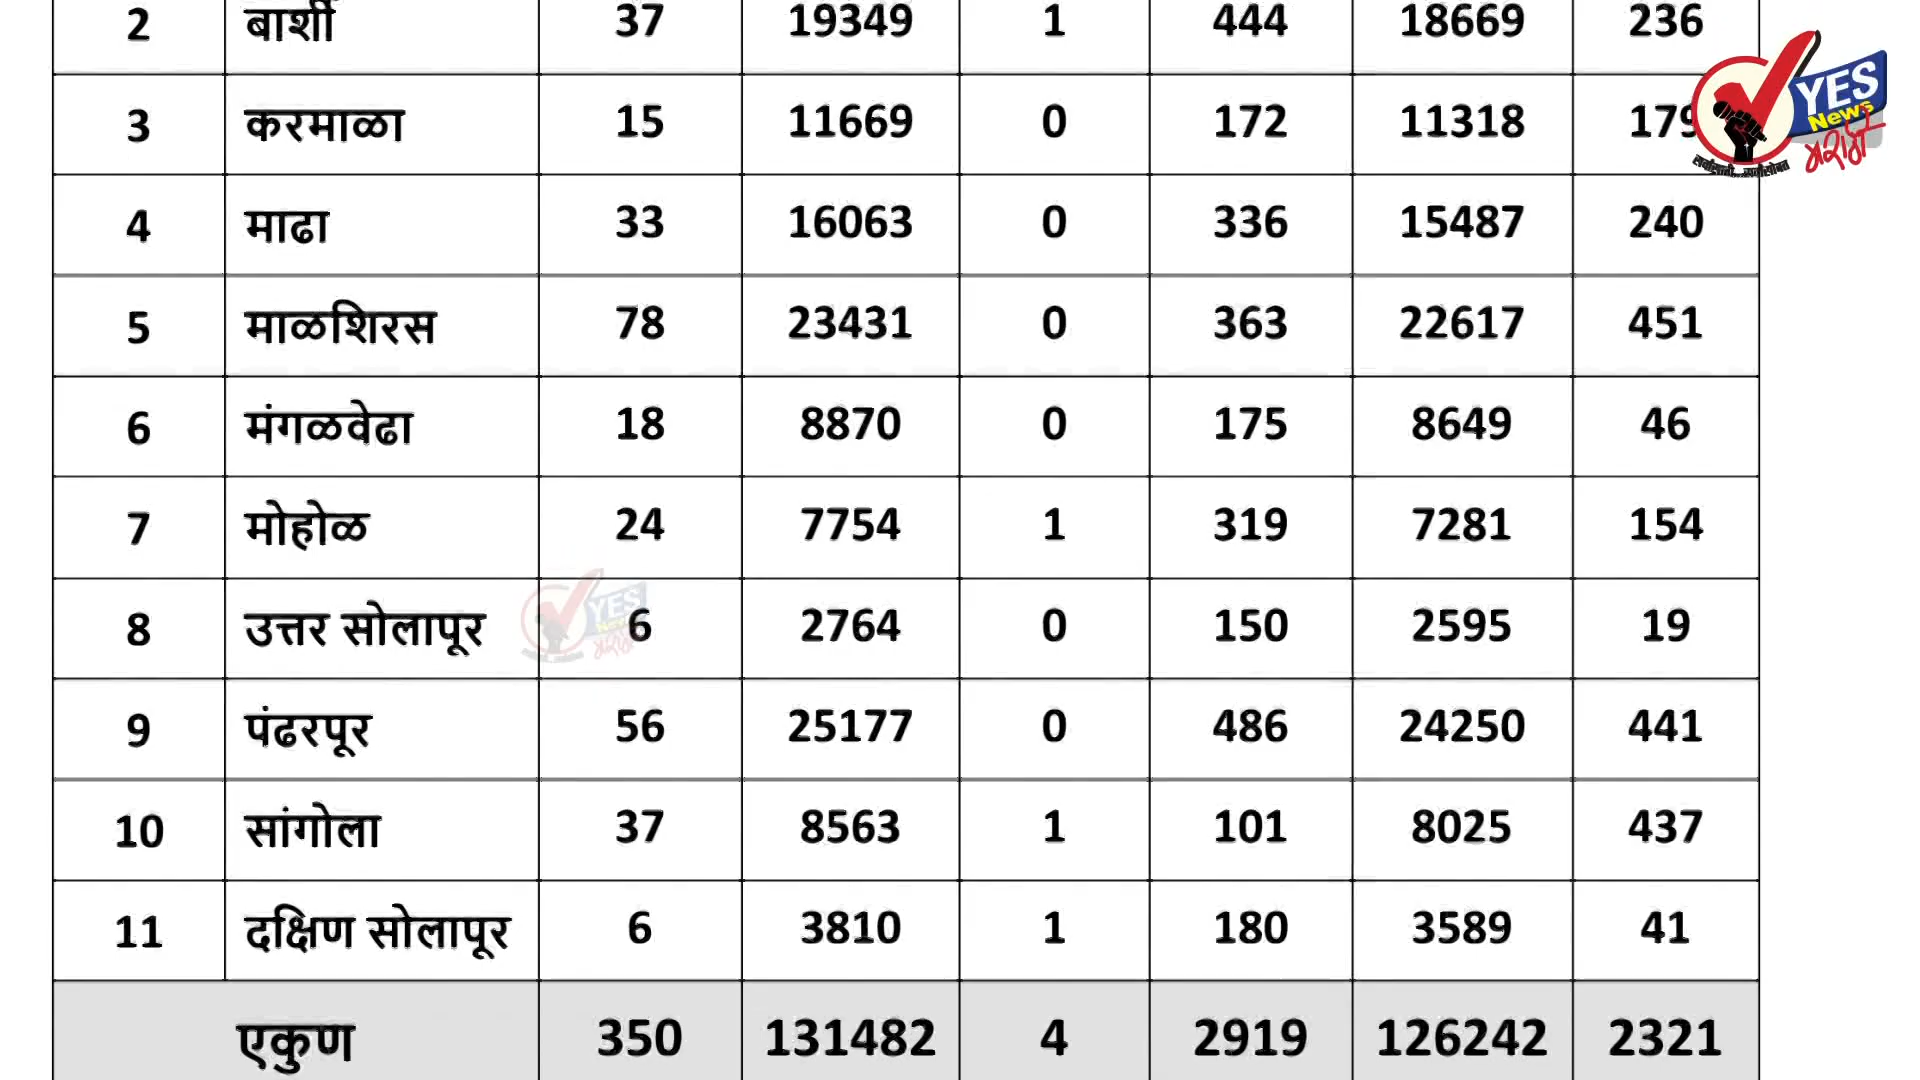 2 बार्शी 37 19349 1 444 18669 236
3 करमाळा 15 11669 0 172 11318 179
4 माढा 33 16063 0 336 15487 240
5 माळशिरस 78 23431 0 363 22617 451
6 मंगळवेढा 18 8870 0 175 8649 46
7 मोहोळ 24 7754 1 319 7281 154
8 उत्तर सोलापूर 6 2764 0 150 2595 19
9 पंढरपूर 56 25177 0 486 24250 441
10 सांगोला 37 8563 1 101 8025 437
11 दक्षिण सोलापूर 6 3810 1 180 3589 41
एकुण 350 131482 4 2919 126242 2321
YES
News
मराठी
YES
News
मराठी